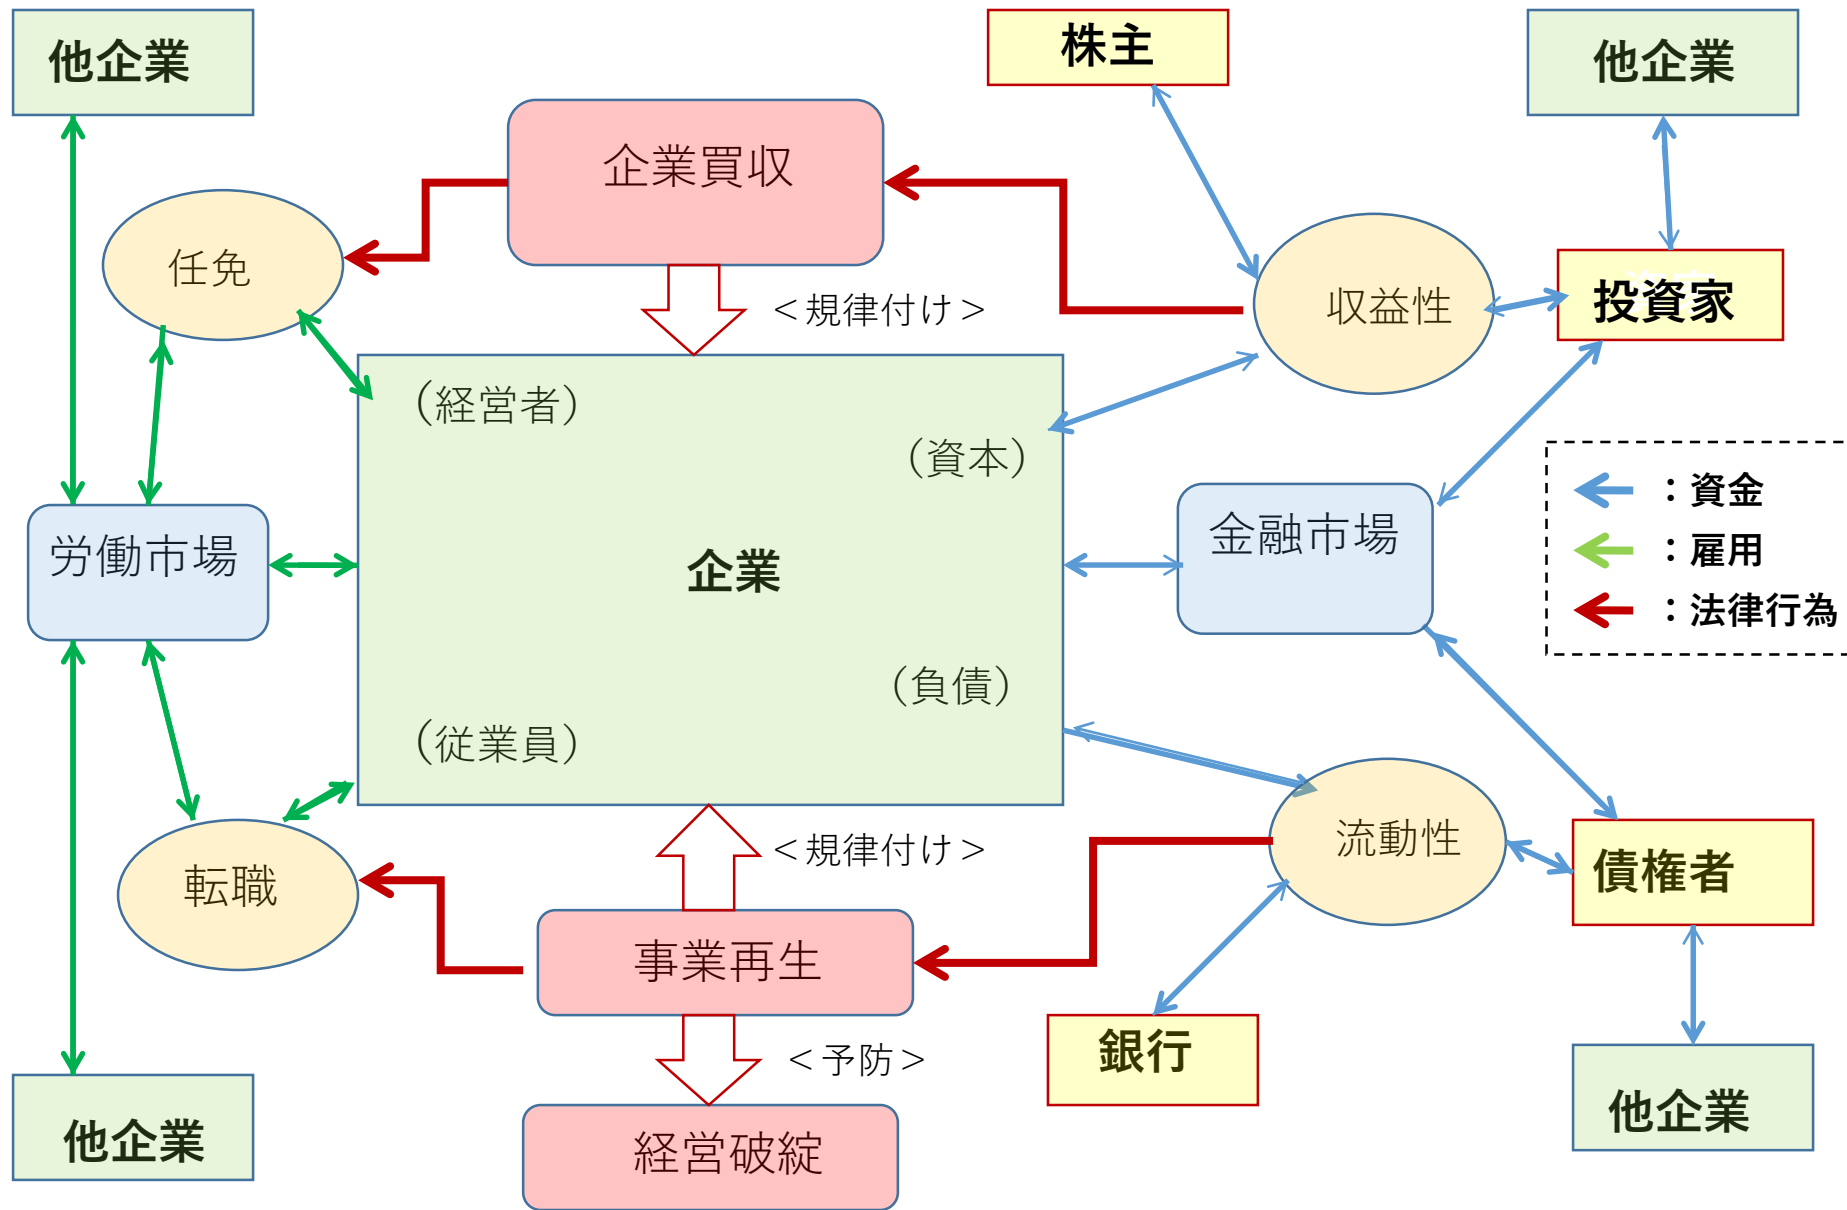 他企業
株主
他企業
企業買収
任免
収益性
投資家
＜規律付け＞
（経営者）
（資本）
：資金
：雇用
：法律行為
労働市場
企業
金融市場
（負債）
（従業員）
＜規律付け＞
流動性
転職
債権者
事業再生
銀行
＜予防＞
他企業
経営破綻
他企業